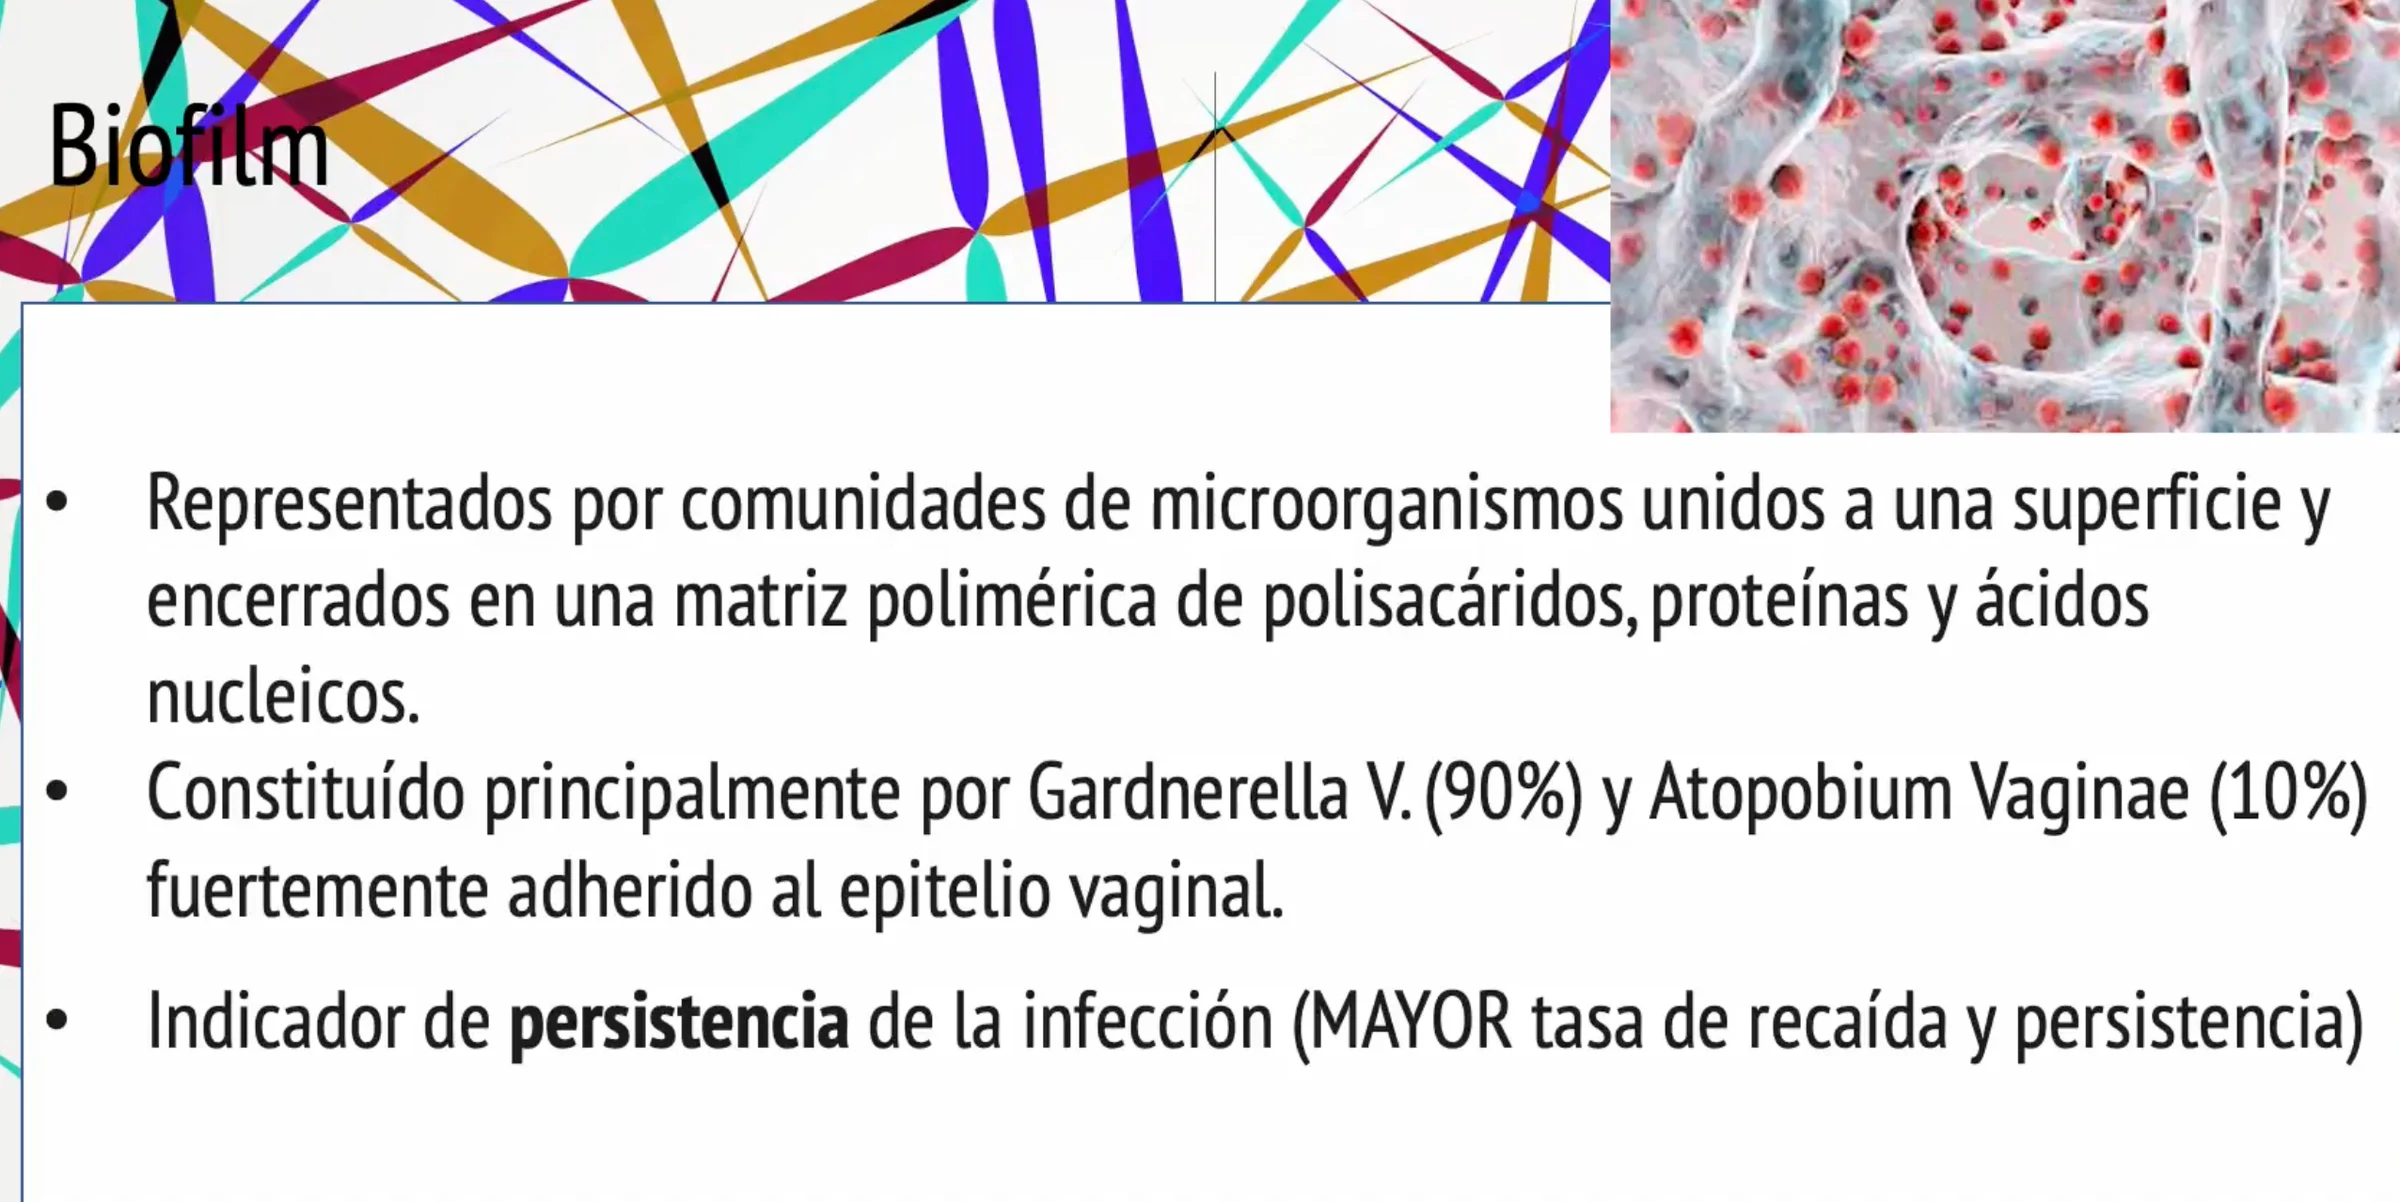 Biofilm
• Representados por comunidades de microorganismos unidos a una superficie y
encerrados en una matriz polimérica de polisacáridos, proteínas y ácidos
nucleicos.
• Constituído principalmente por Gardnerella V. (90%) y Atopobium Vaginae (10%)
fuertemente adherido al epitelio vaginal.
• Indicador de persistencia de la infección (MAYOR tasa de recaída y persistencia)